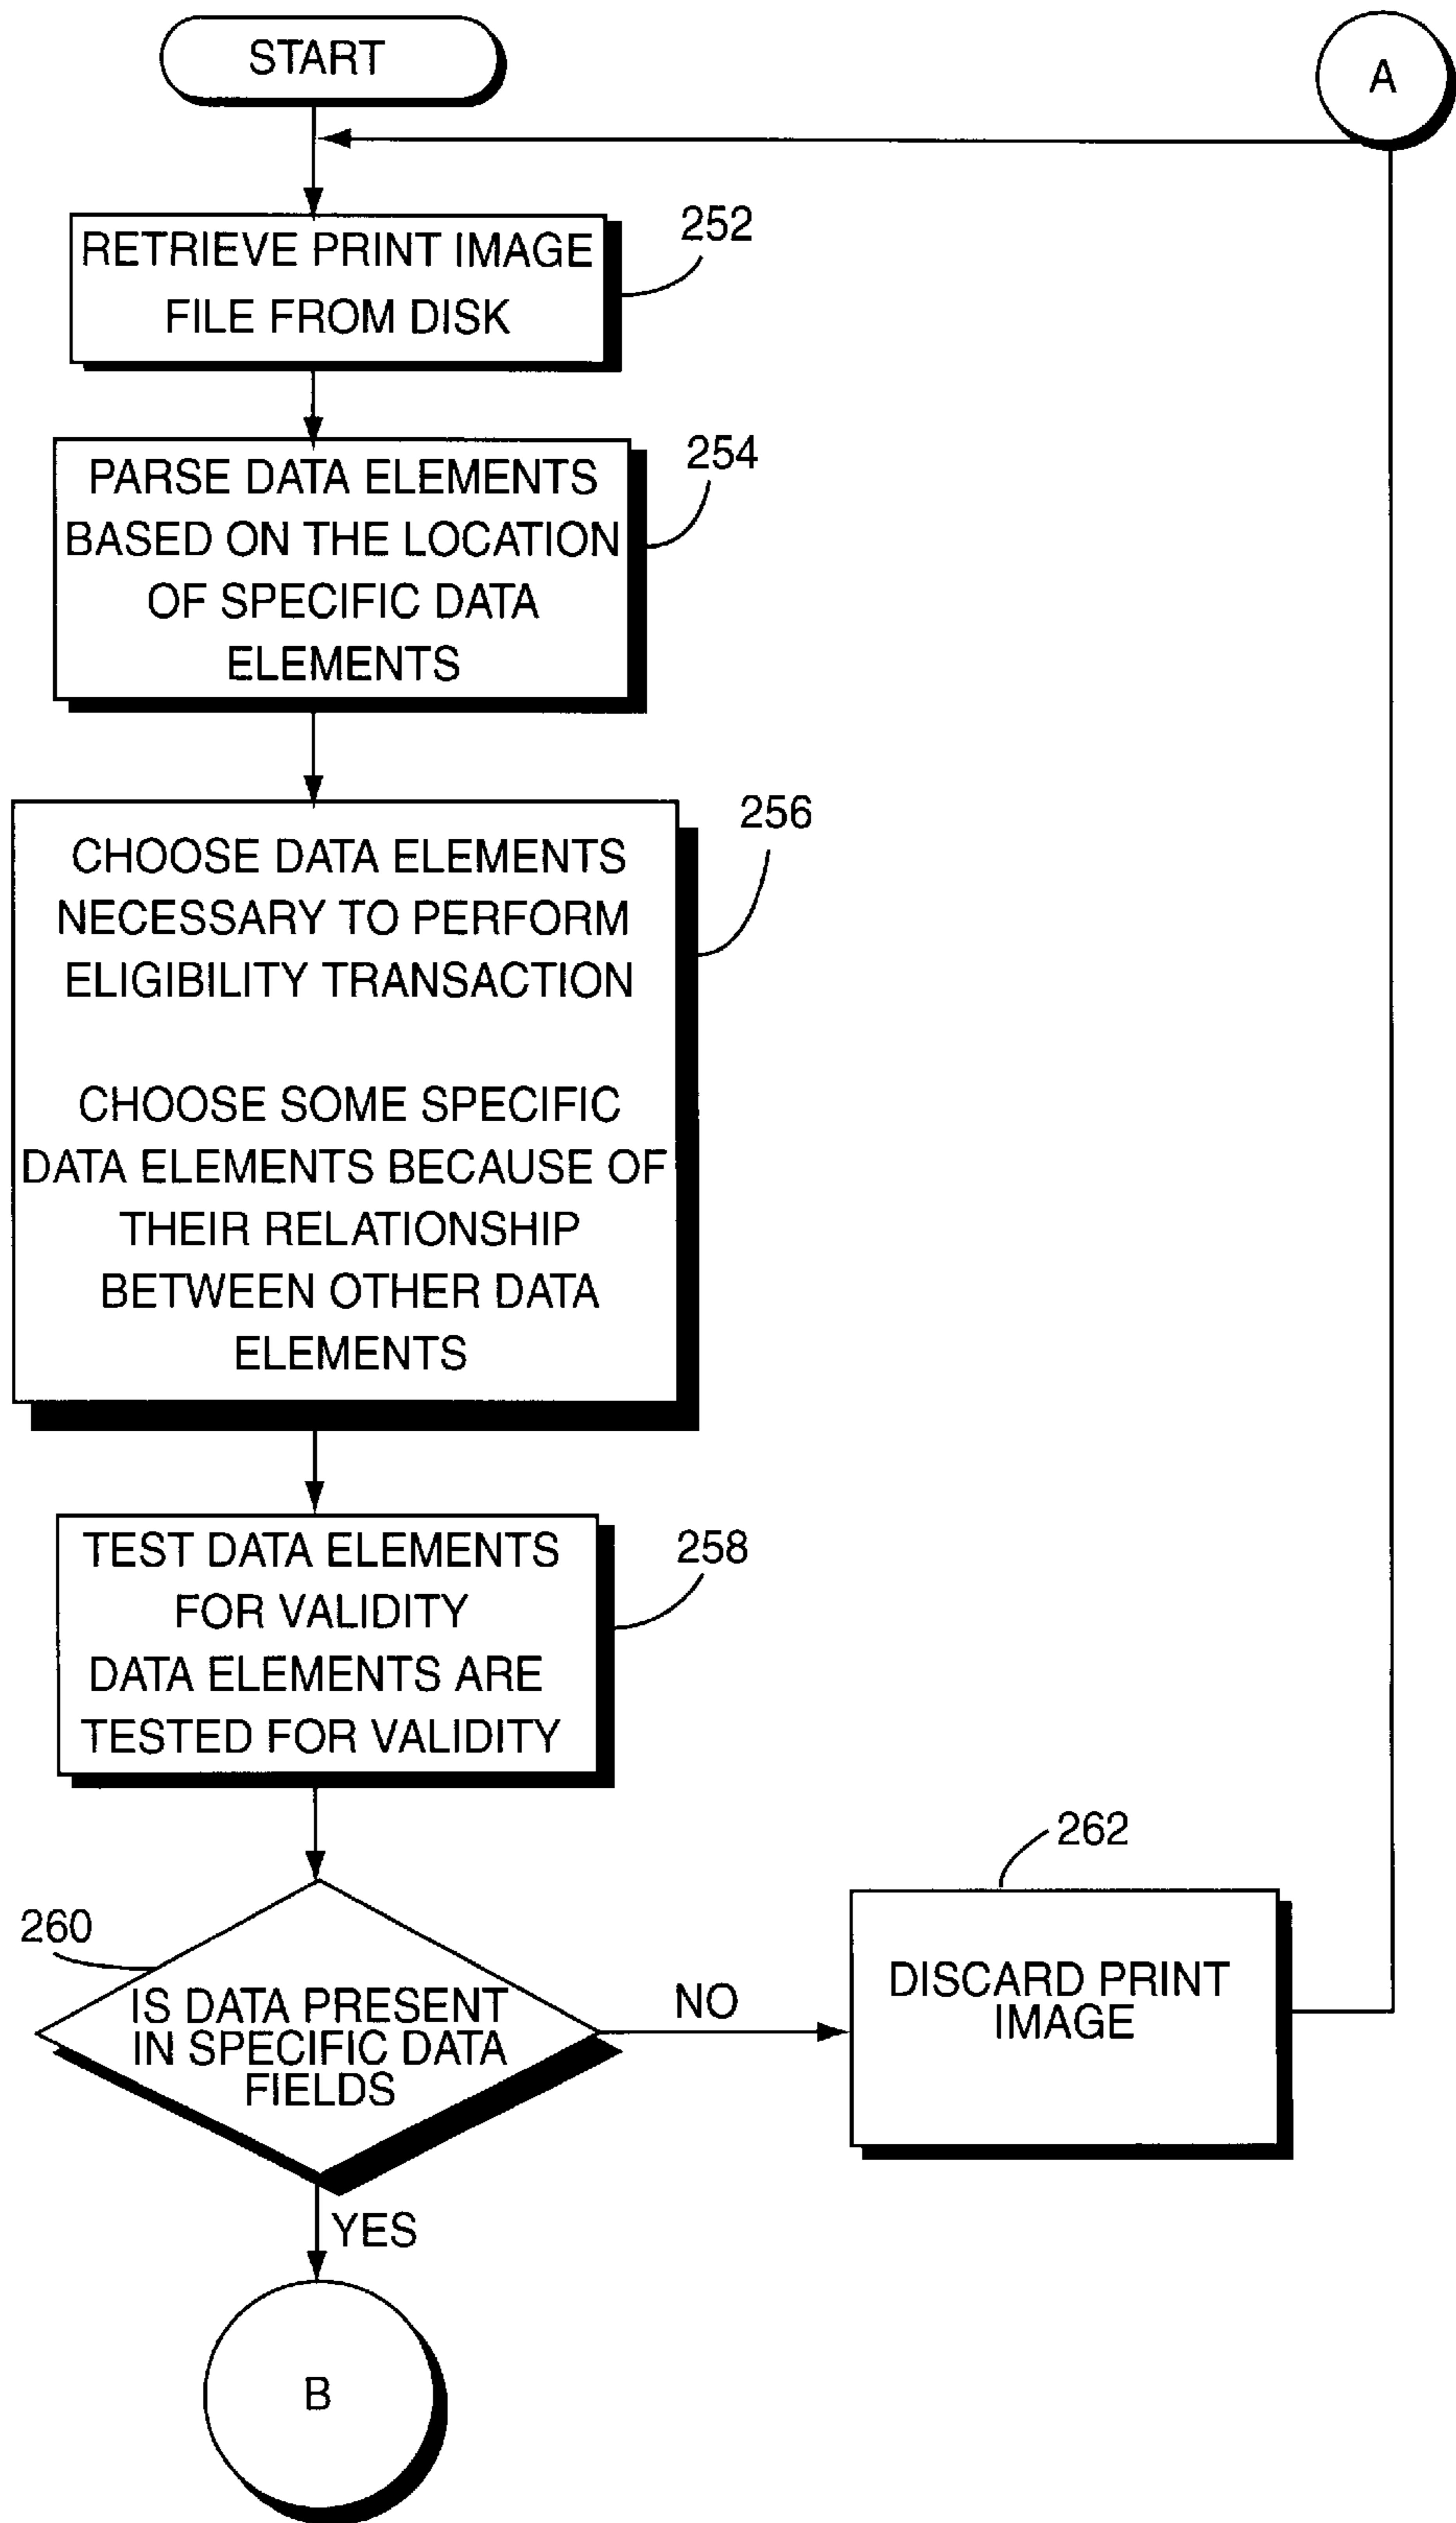 START
A
252
RETRIEVE PRINT IMAGE
FILE FROM DISK
254
PARSE DATA ELEMENTS
BASED ON THE LOCATION
OF SPECIFIC DATA
ELEMENTS
256
CHOOSE DATA ELEMENTS
NECESSARY TO PERFORM
ELIGIBILITY TRANSACTION
CHOOSE SOME SPECIFIC
DATA ELEMENTS BECAUSE OF
THEIR RELATIONSHIP
BETWEEN OTHER DATA
ELEMENTS
258
TEST DATA ELEMENTS
FOR VALIDITY
DATA ELEMENTS ARE
TESTED FOR VALIDITY
260
IS DATA PRESENT
IN SPECIFIC DATA
FIELDS
NO
262
DISCARD PRINT
IMAGE
YES
B